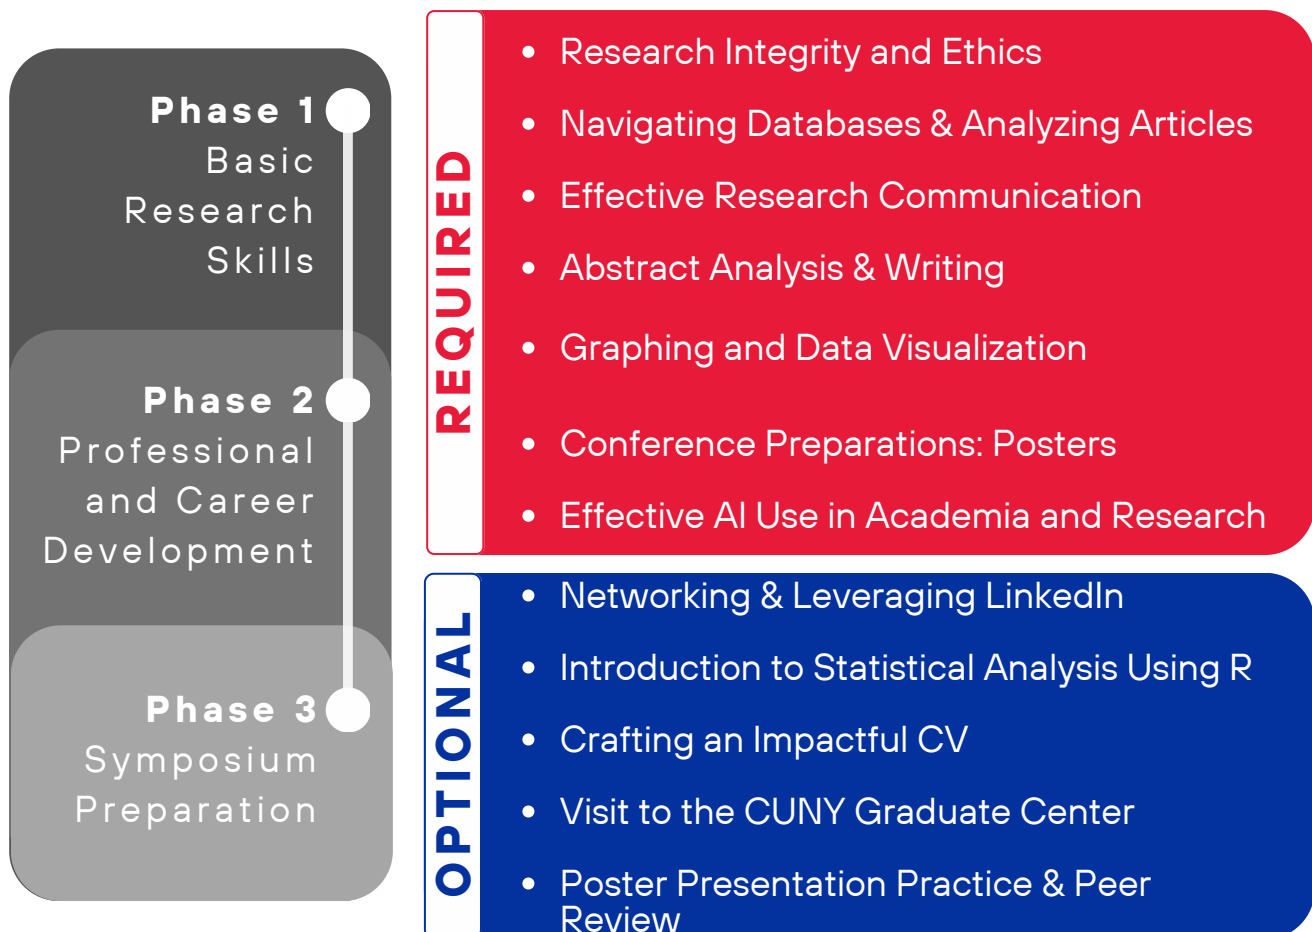 Phase 1
Basic
Research
Skills
Phase 2
Professional
and Career
Development
Phase 3
Symposium
Preparation
REQUIRED
• Research Integrity and Ethics
• Navigating Databases & Analyzing Articles
• Effective Research Communication
• Abstract Analysis & Writing
• Graphing and Data Visualization
• Conference Preparations: Posters
• Effective AI Use in Academia and Research
OPTIONAL
• Networking & Leveraging LinkedIn
• Introduction to Statistical Analysis Using R
• Crafting an Impactful CV
• Visit to the CUNY Graduate Center
• Poster Presentation Practice & Peer
Review